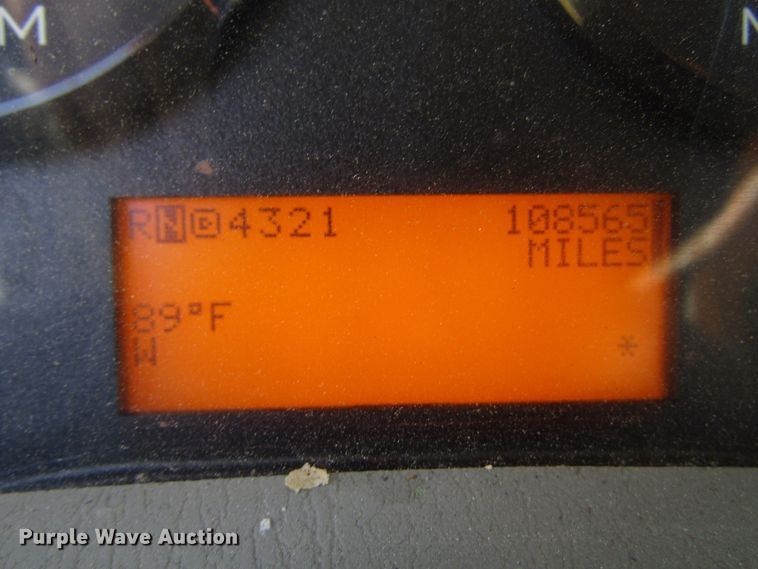 M
M
RND4321 108565
MILES
89°F
W *
Purple Wave Auction